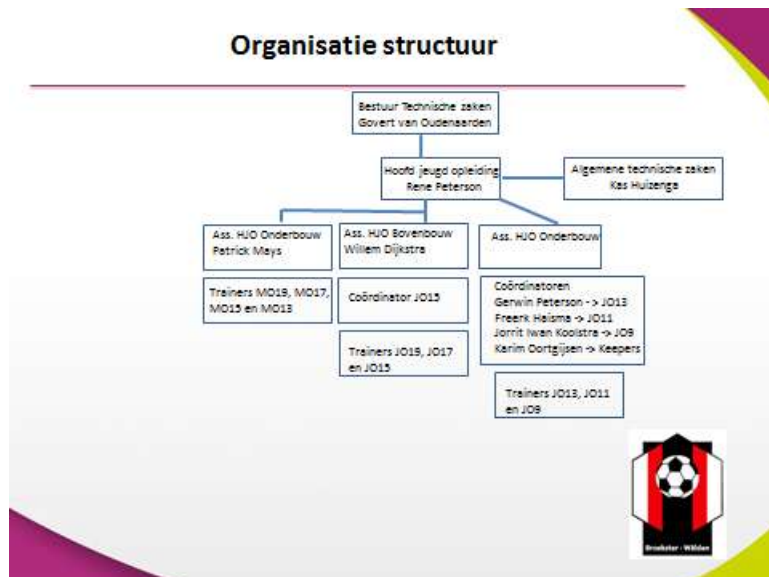 Organisatie structuur
Bestuur Technische zaken
Govert van Oudenaarden
Hoofd jeugd opleiding
Rene Peterson
Algemene technische zaken
Kas Huizenga
Ass. HJO Onderbouw
Patrick Mays
Ass. HJO Bovenbouw
Willem Dijkstra
Ass. HJO Onderbouw
Trainers MO19, MO17,
MO15 en MO13
Coördinator JO15
Coördinatoren
Gerwin Peterson - > JO13
Freerk Haisma -> JO11
Jorrit Iwan Koolstra -> JO9
Karim Oortgijsen -> Keepers
Trainers JO19, JO17
en JO15
Trainers JO13, JO11
en JO9
Broekster - Wâlden